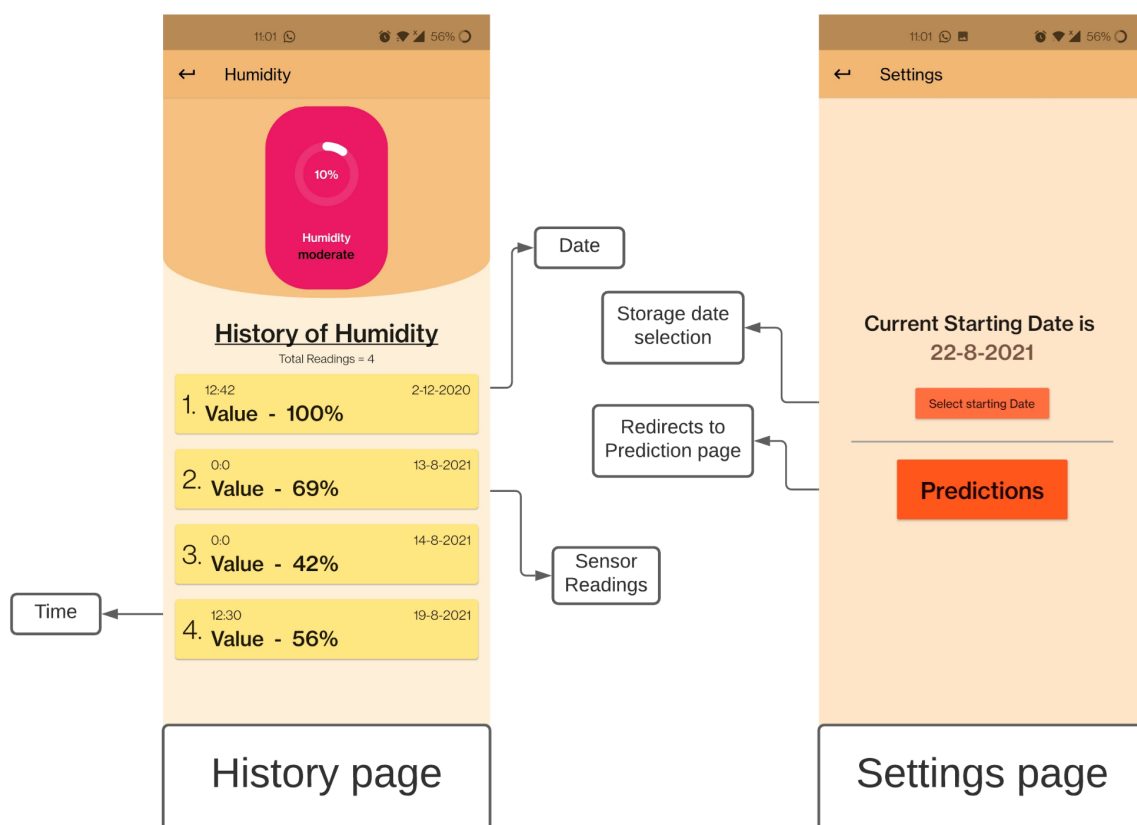 11:01 56%
Humidity
10%
Humidity
moderate
History of Humidity
Total Readings = 4
12:42 2-12-2020
1. Value - 100%
0:0 13-8-2021
2. Value - 69%
0:0 14-8-2021
3. Value - 42%
12:30 19-8-2021
4. Value - 56%
History page
Time
Date
Sensor
Readings
Storage date
selection
Redirects to
Prediction page
11:01 56%
Settings
Current Starting Date is
22-8-2021
Select starting Date
Predictions
Settings page